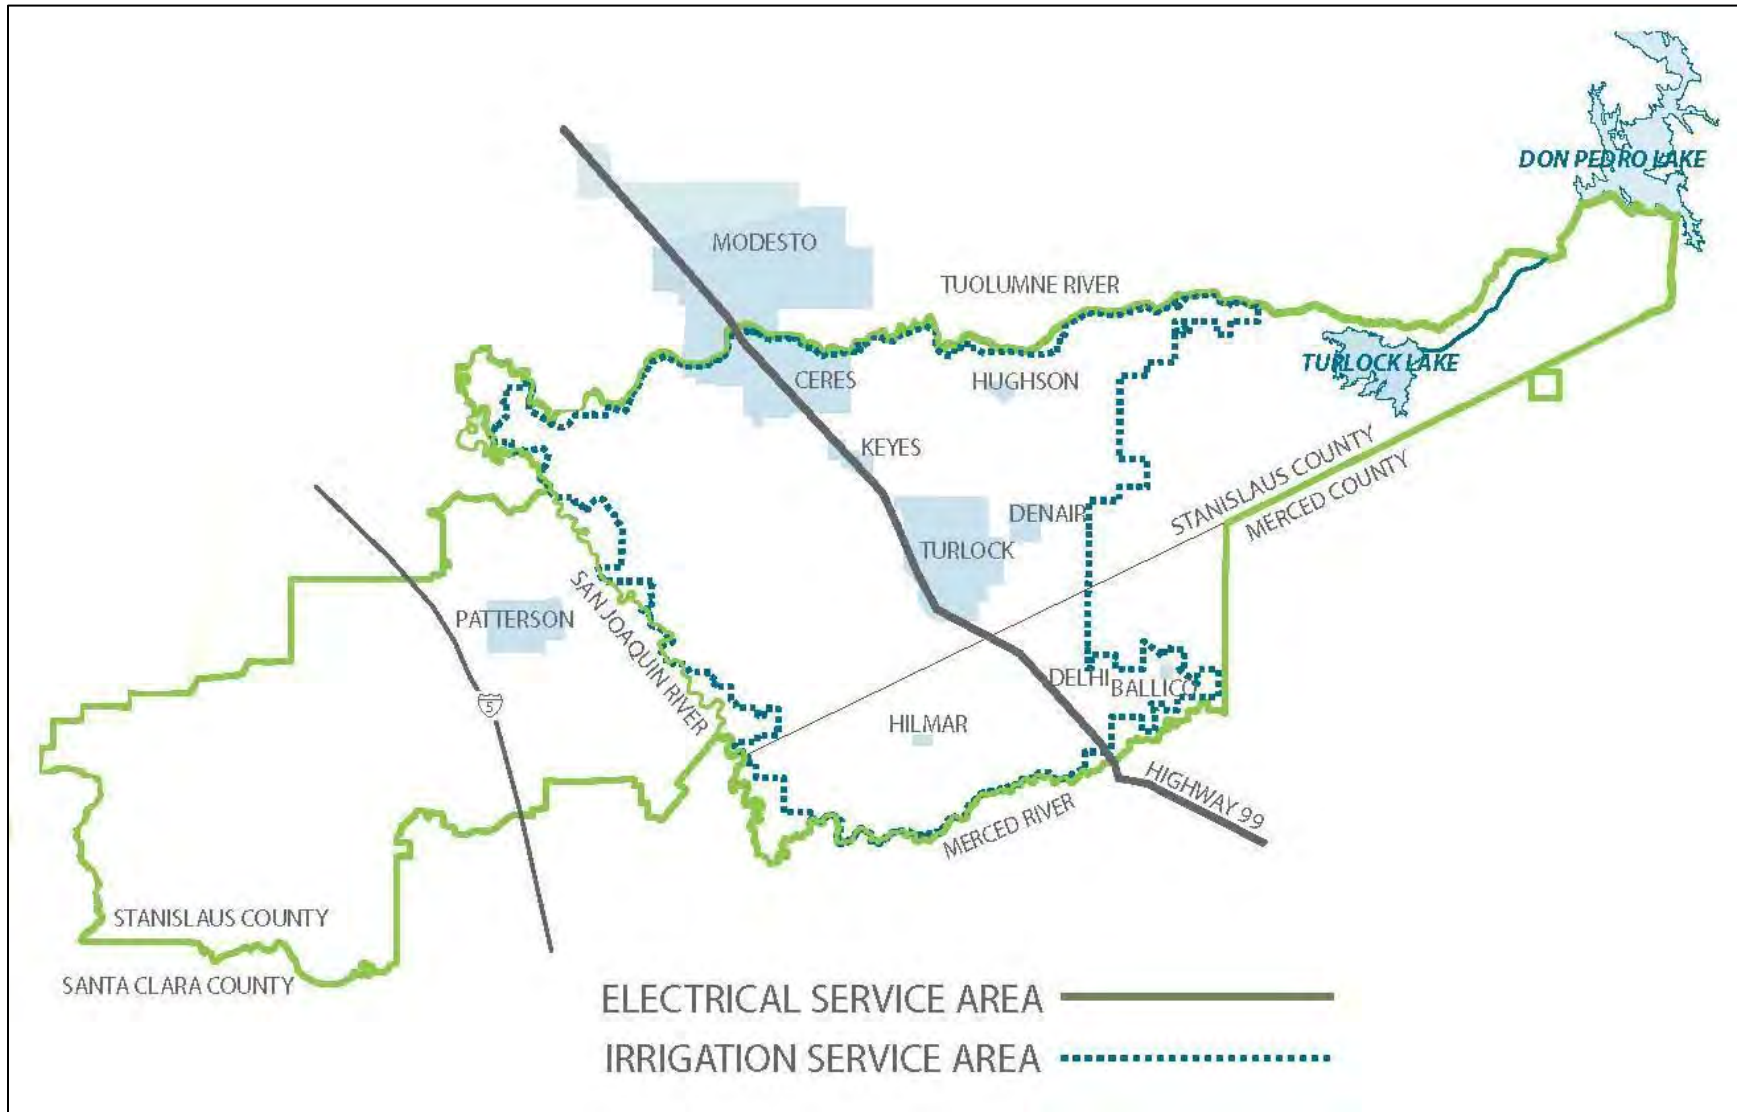 DON PEDRO LAKE
MODESTO
TUOLUMNE RIVER
TURLOCK LAKE
CERES
HUGHSON
KEYES
STANISLAUS COUNTY
MERCED COUNTY
DENAIR
TURLOCK
SAN JOAQUIN RIVER
PATTERSON
DELHI
BALLICO
5
HILMAR
HIGHWAY 99
MERCED RIVER
STANISLAUS COUNTY
SANTA CLARA COUNTY
ELECTRICAL SERVICE AREA
IRRIGATION SERVICE AREA